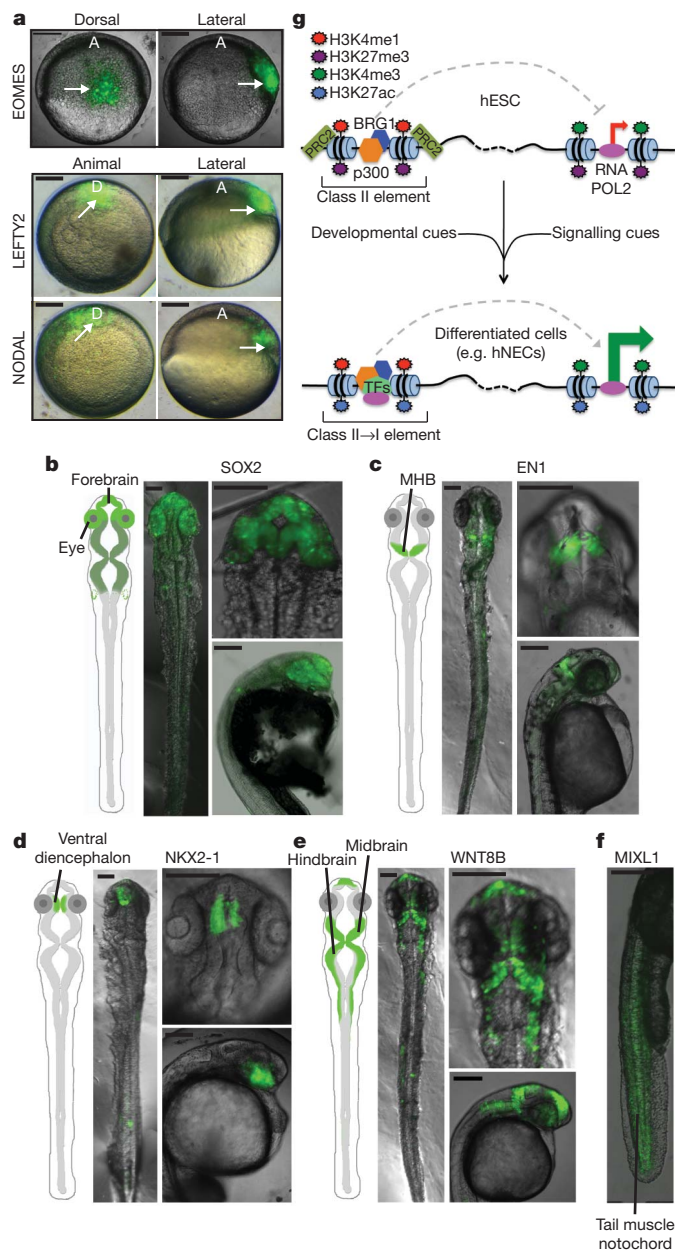 a
Dorsal
Lateral
A
A
EOMES
Animal
Lateral
D
A
LEFTY2
D
A
NODAL
g
H3K4me1
H3K27me3
H3K4me3
H3K27ac
hESC
BRG1
PRC2
PRC2
p300
RNA
POL2
Class II element
Developmental cues
Signalling cues
Differentiated cells
(e.g. hNECs)
TFs
Class II→I element
b
SOX2
Forebrain
Eye
c
EN1
MHB
d
Ventral
diencephalon
NKX2-1
e
Midbrain
Hindbrain
WNT8B
f
MIXL1
Tail muscle
notochord